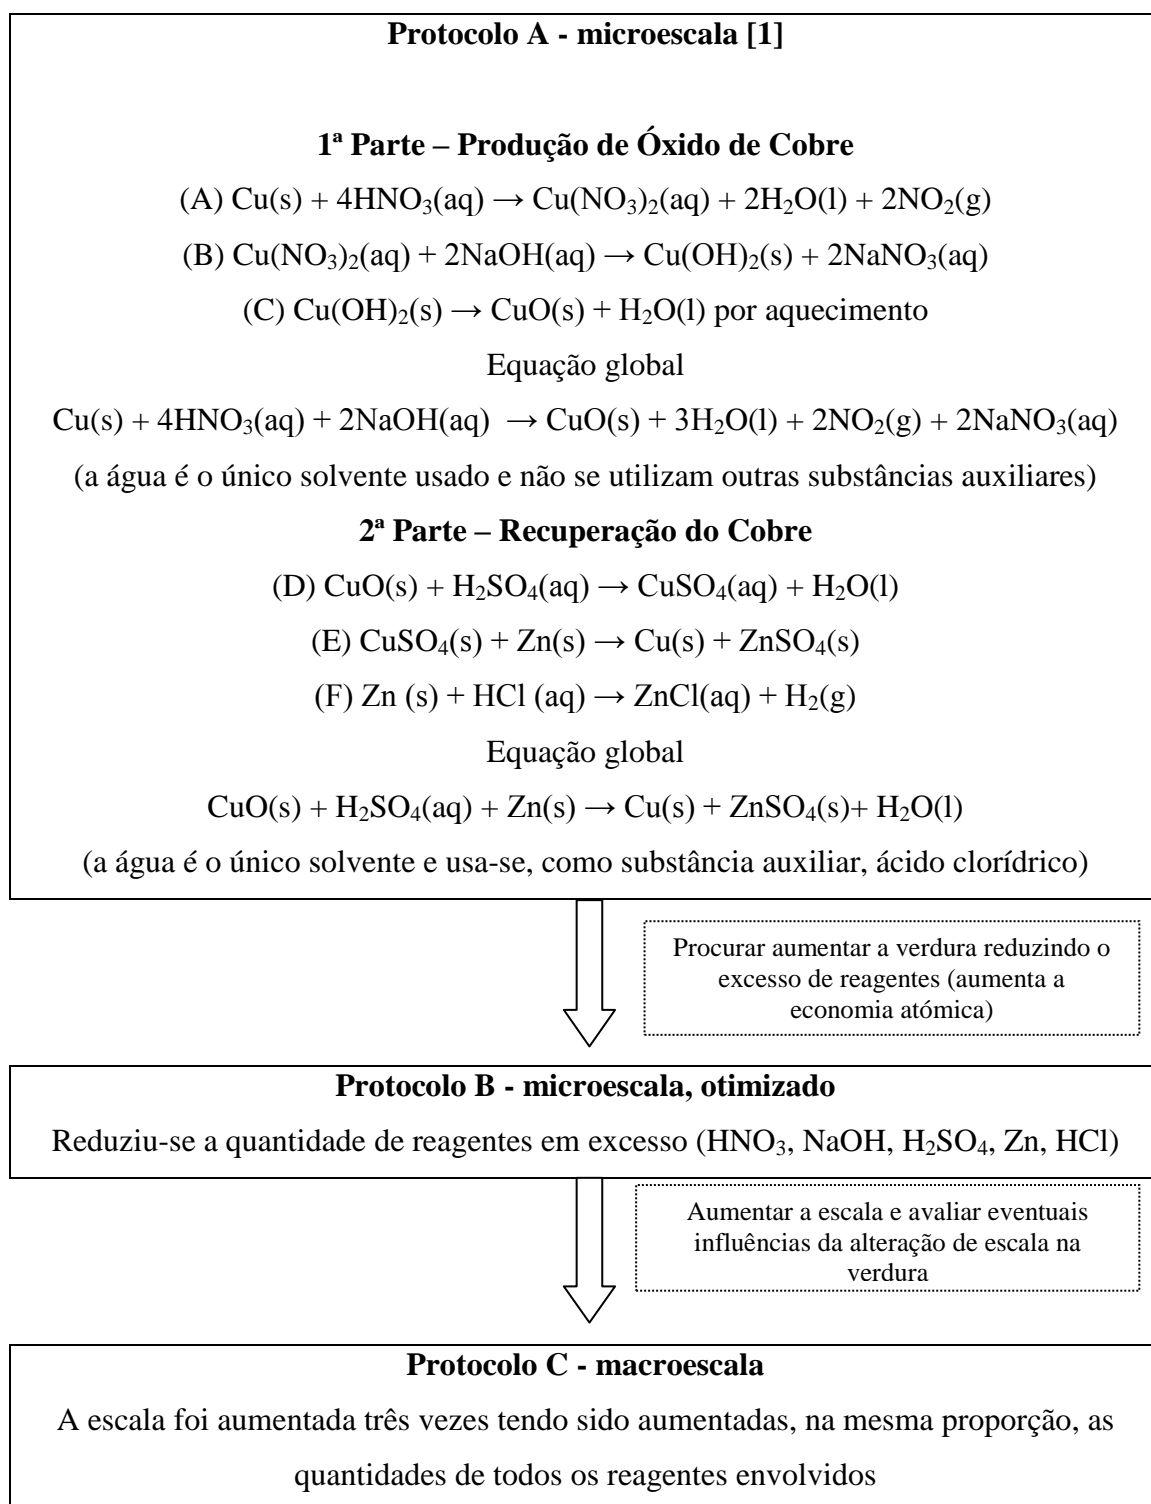 Protocolo A - microescala [1]
1ª Parte – Produção de Óxido de Cobre
(A) Cu(s) + 4HNO₃(aq) → Cu(NO₃)₂(aq) + 2H₂O(l) + 2NO₂(g)
(B) Cu(NO₃)₂(aq) + 2NaOH(aq) → Cu(OH)₂(s) + 2NaNO₃(aq)
(C) Cu(OH)₂(s) → CuO(s) + H₂O(l) por aquecimento
Equação global
Cu(s) + 4HNO₃(aq) + 2NaOH(aq) → CuO(s) + 3H₂O(l) + 2NO₂(g) + 2NaNO₃(aq)
(a água é o único solvente usado e não se utilizam outras substâncias auxiliares)
2ª Parte – Recuperação do Cobre
(D) CuO(s) + H₂SO₄(aq) → CuSO₄(aq) + H₂O(l)
(E) CuSO₄(s) + Zn(s) → Cu(s) + ZnSO₄(s)
(F) Zn (s) + HCl (aq) → ZnCl(aq) + H₂(g)
Equação global
CuO(s) + H₂SO₄(aq) + Zn(s) → Cu(s) + ZnSO₄(s)+ H₂O(l)
(a água é o único solvente e usa-se, como substância auxiliar, ácido clorídrico)
Procurar aumentar a verdura reduzindo o
excesso de reagentes (aumenta a
economia atómica)
Protocolo B - microescala, otimizado
Reduziu-se a quantidade de reagentes em excesso (HNO₃, NaOH, H₂SO₄, Zn, HCl)
Aumentar a escala e avaliar eventuais
influências da alteração de escala na
verdura
Protocolo C - macroescala
A escala foi aumentada três vezes tendo sido aumentadas, na mesma proporção, as
quantidades de todos os reagentes envolvidos